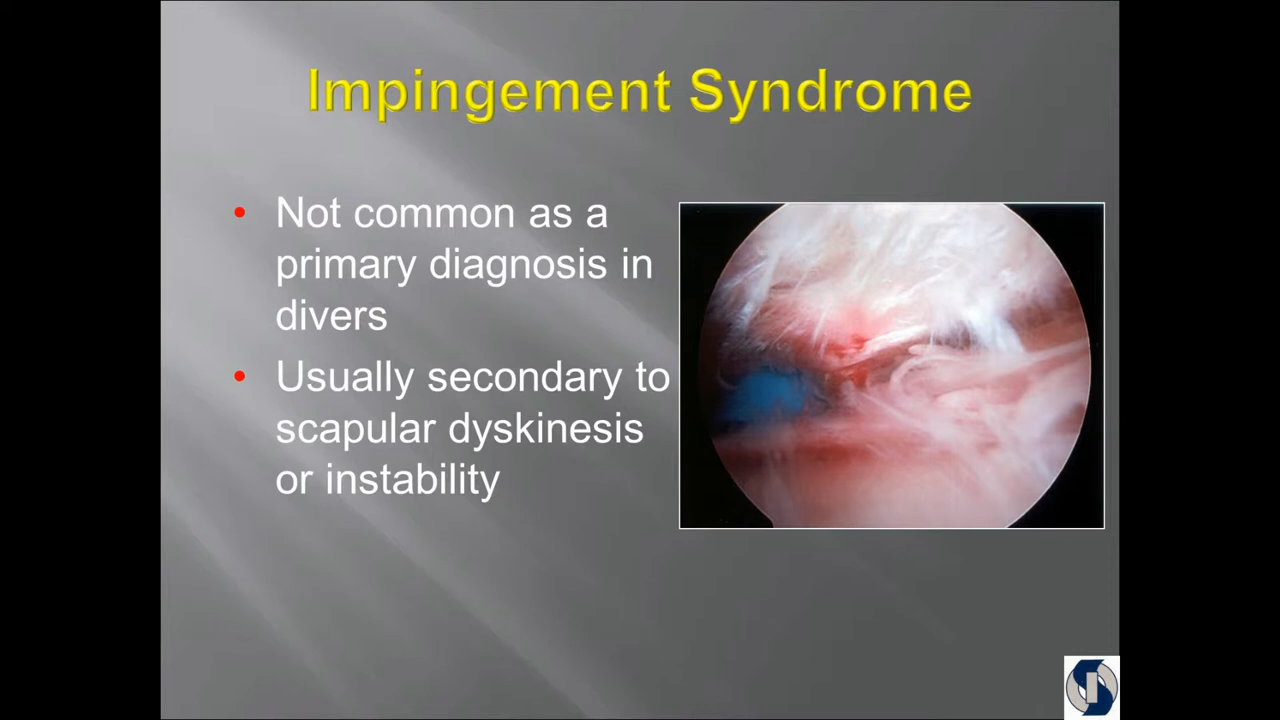 Impingement Syndrome
• Not common as a
primary diagnosis in
divers
• Usually secondary to
scapular dyskinesis
or instability